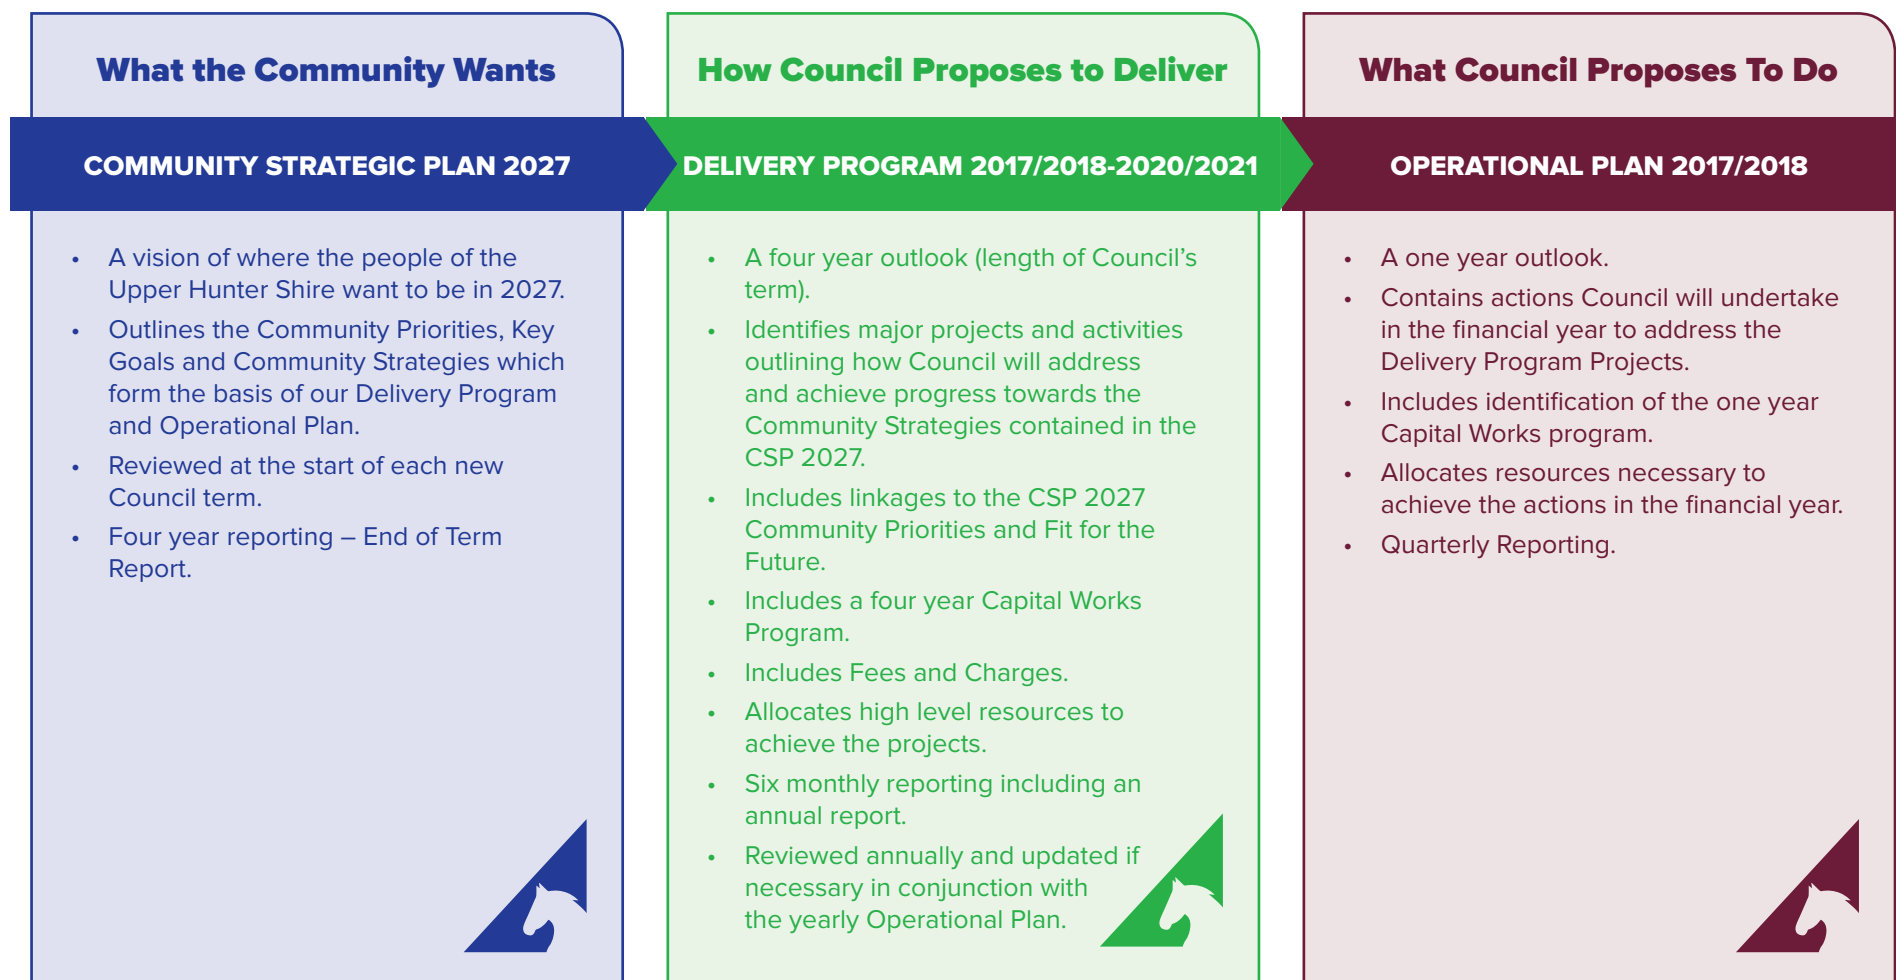 What the Community Wants
COMMUNITY STRATEGIC PLAN 2027
• A vision of where the people of the
Upper Hunter Shire want to be in 2027.
• Outlines the Community Priorities, Key
Goals and Community Strategies which
form the basis of our Delivery Program
and Operational Plan.
• Reviewed at the start of each new
Council term.
• Four year reporting – End of Term
Report.
How Council Proposes to Deliver
DELIVERY PROGRAM 2017/2018-2020/2021
• A four year outlook (length of Council’s
term).
• Identifies major projects and activities
outlining how Council will address
and achieve progress towards the
Community Strategies contained in the
CSP 2027.
• Includes linkages to the CSP 2027
Community Priorities and Fit for the
Future.
• Includes a four year Capital Works
Program.
• Includes Fees and Charges.
• Allocates high level resources to
achieve the projects.
• Six monthly reporting including an
annual report.
• Reviewed annually and updated if
necessary in conjunction with
the yearly Operational Plan.
What Council Proposes To Do
OPERATIONAL PLAN 2017/2018
• A one year outlook.
• Contains actions Council will undertake
in the financial year to address the
Delivery Program Projects.
• Includes identification of the one year
Capital Works program.
• Allocates resources necessary to
achieve the actions in the financial year.
• Quarterly Reporting.